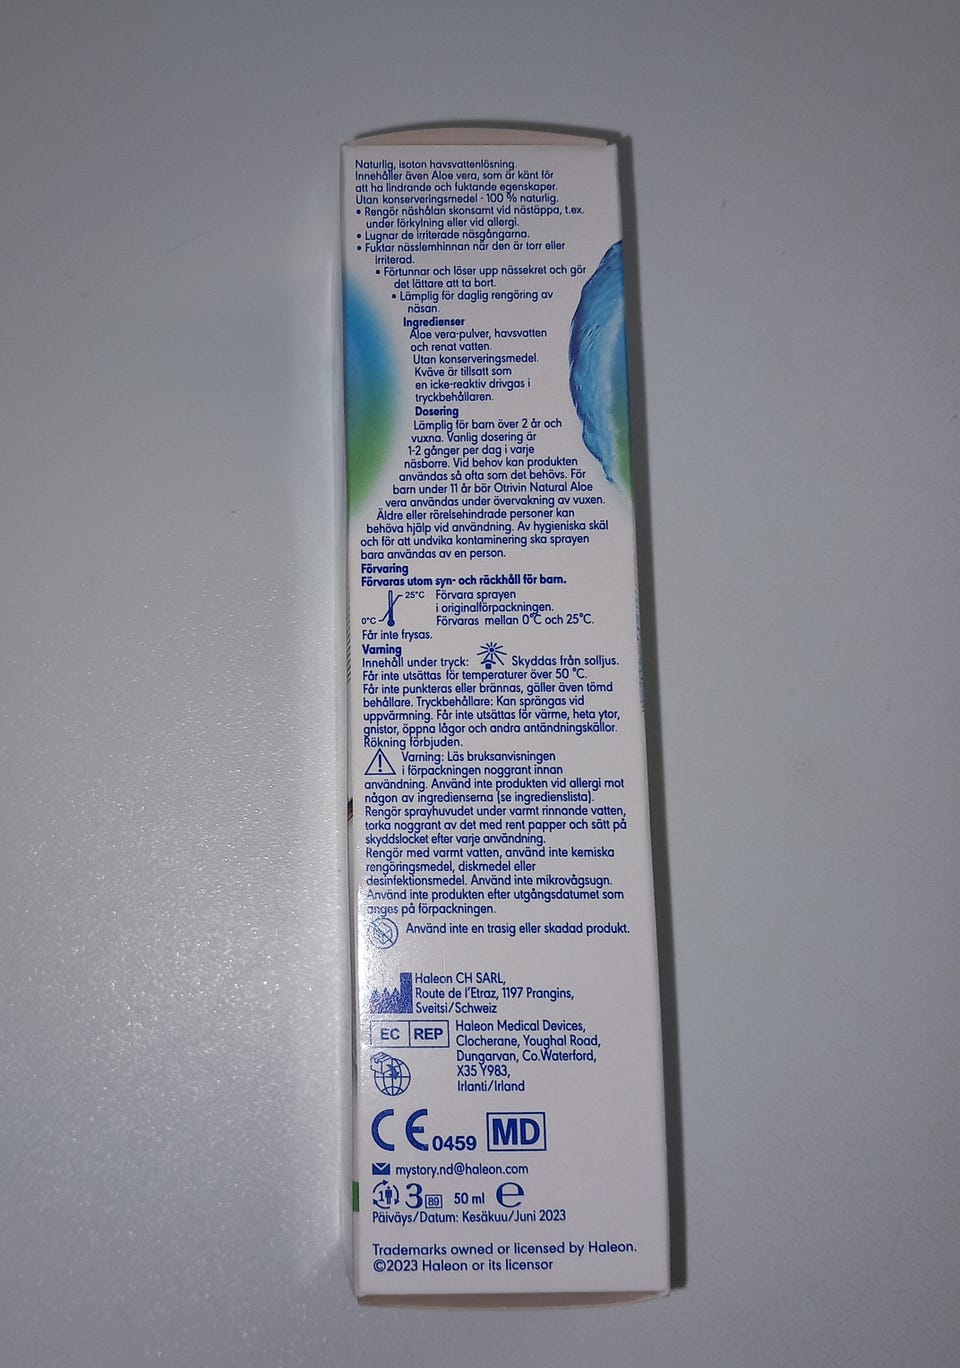 Naturlig, isoton havsvattenlösning.
Innehåller även Aloe vera, som är känt för
att ha lindrande och fuktande egenskaper.
Utan konserveringsmedel - 100 % naturlig.
• Rengör näshålan skonsamt vid nästäppa, t.ex.
under förkylning eller vid allergi.
• Lugnar de irriterade näsgångarna.
• Fuktar nässlemhinnan när den är torr eller
irriterad.
• Förtunnar och löser upp nässekret och gör
det lättare att ta bort.
• Lämplig för daglig rengöring av
näsan.
Ingredienser
Aloe vera-pulver, havsvatten
och renat vatten.
Utan konserveringsmedel.
Kväve är tillsatt som
en icke-reaktiv drivgas i
tryckbehållaren.
Dosering
Lämplig för barn över 2 år och
vuxna. Vanlig dosering är
1-2 gånger per dag i varje
näsborre. Vid behov kan produkten
användas så ofta som det behövs. För
barn under 11 år bör Otrivin Natural Aloe
vera användas under övervakning av vuxen.
Äldre eller rörelsehindrade personer kan
behöva hjälp vid användning. Av hygieniska skäl
och för att undvika kontaminering ska sprayen
bara användas av en person.
Förvaring
Förvaras utom syn- och räckhåll för barn.
25°C Förvara sprayen
i originalförpackningen.
0°C Förvaras mellan 0°C och 25°C.
Får inte frysas.
Varning
Innehåll under tryck: Skyddas från solljus.
Får inte utsättas för temperaturer över 50 °C.
Får inte punkteras eller brännas, gäller även tömd
behållare. Tryckbehållare: Kan sprängas vid
uppvärmning. Får inte utsättas för värme, heta ytor,
gnistor, öppna lågor och andra antändningskällor.
Rökning förbjuden.
Varning: Läs bruksanvisningen
i förpackningen noggrant innan
användning. Använd inte produkten vid allergi mot
någon av ingredienserna (se ingredienslista).
Rengör sprayhuvudet under varmt rinnande vatten,
torka noggrant av det med rent papper och sätt på
skyddslocket efter varje användning.
Rengör med varmt vatten, använd inte kemiska
rengöringsmedel, diskmedel eller
desinfektionsmedel. Använd inte mikrovågsugn.
Använd inte produkten efter utgångsdatumet som
anges på förpackningen.
Använd inte en trasig eller skadad produkt.
Haleon CH SARL,
Route de l'Etraz, 1197 Prangins,
Sveitsi/Schweiz
EC REP Haleon Medical Devices,
Clocherane, Youghal Road,
Dungarvan, Co.Waterford,
X35 Y983,
Irlanti/Irland
CE 0459 MD
mystory.nd@haleon.com
1 3 89 50 ml e
Päiväys/Datum: Kesäkuu/Juni 2023
Trademarks owned or licensed by Haleon.
©2023 Haleon or its licensor